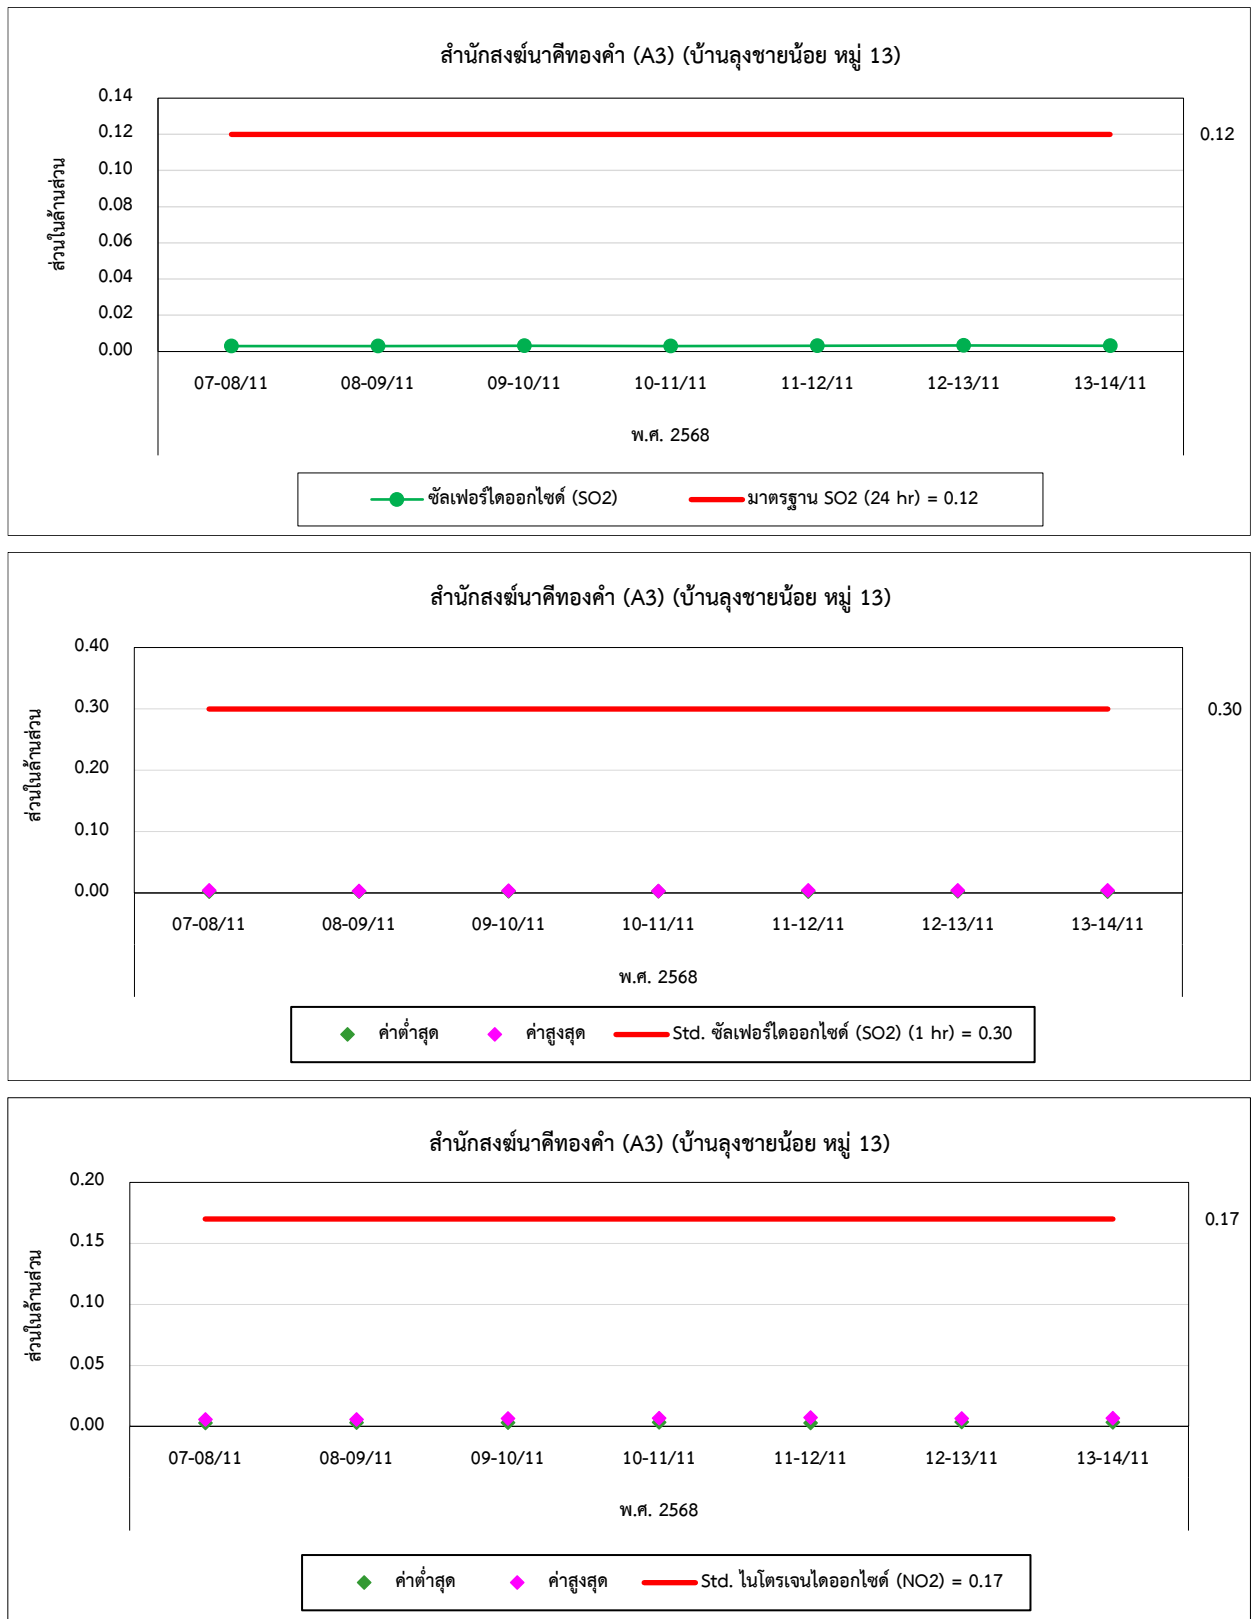 สำนักสงฆ์นาคีทองคำ (A3) (บ้านลุงชายน้อย หมู่ 13)
ส่วนในล้านส่วน
0.14
0.12
0.10
0.08
0.06
0.04
0.02
0.00
0.12
07-08/11 08-09/11 09-10/11 10-11/11 11-12/11 12-13/11 13-14/11
พ.ศ. 2568
ซัลเฟอร์ไดออกไซด์ (SO2) มาตรฐาน SO2 (24 hr) = 0.12
สำนักสงฆ์นาคีทองคำ (A3) (บ้านลุงชายน้อย หมู่ 13)
ส่วนในล้านส่วน
0.40
0.30
0.20
0.10
0.00
0.30
07-08/11 08-09/11 09-10/11 10-11/11 11-12/11 12-13/11 13-14/11
พ.ศ. 2568
ค่าต่ำสุด ค่าสูงสุด Std. ซัลเฟอร์ไดออกไซด์ (SO2) (1 hr) = 0.30
สำนักสงฆ์นาคีทองคำ (A3) (บ้านลุงชายน้อย หมู่ 13)
ส่วนในล้านส่วน
0.20
0.15
0.10
0.05
0.00
0.17
07-08/11 08-09/11 09-10/11 10-11/11 11-12/11 12-13/11 13-14/11
พ.ศ. 2568
ค่าต่ำสุด ค่าสูงสุด Std. ไนโตรเจนไดออกไซด์ (NO2) = 0.17